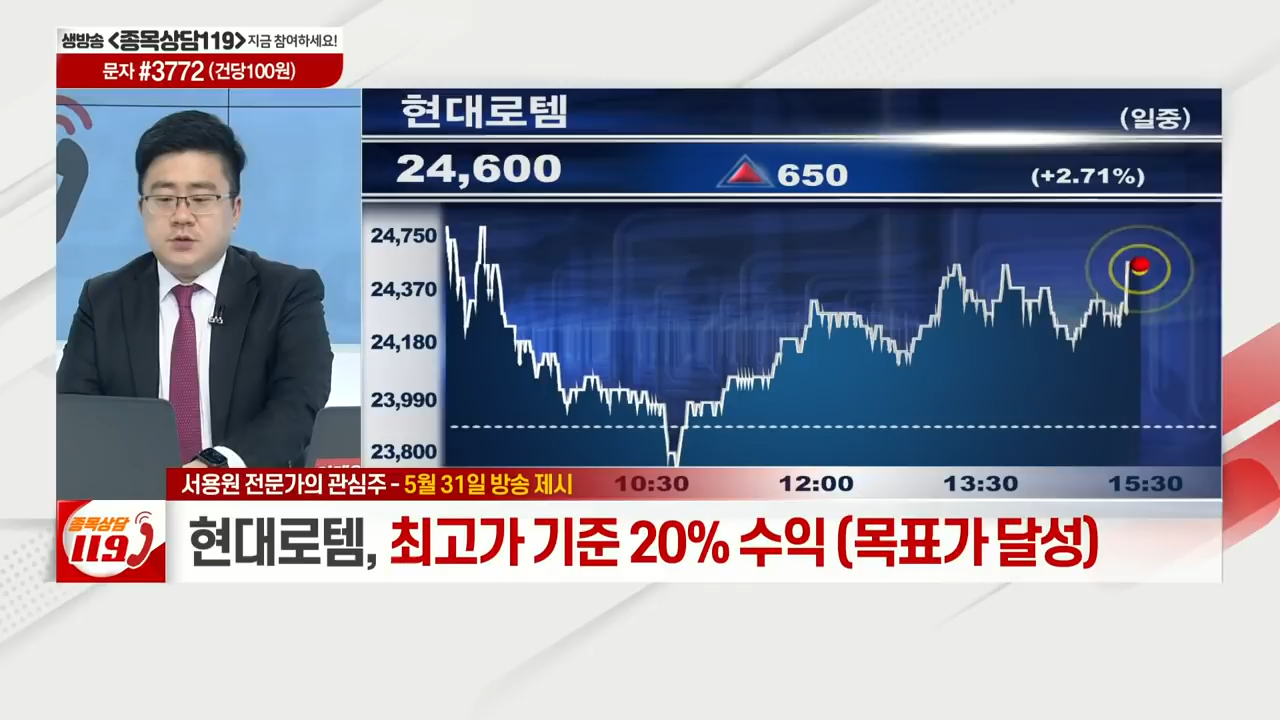 생방송 <종목상담119> 지금 참여하세요!
문자 #3772 (건당100원)
현대로템
(일중)
24,600 650 (+2.71%)
24,750
24,370
24,180
23,990
23,800
10:30 12:00 13:30 15:30
서용원 전문가의 관심주 - 5월 31일 방송 제시
종목상담
119
현대로템, 최고가 기준 20% 수익 (목표가 달성)